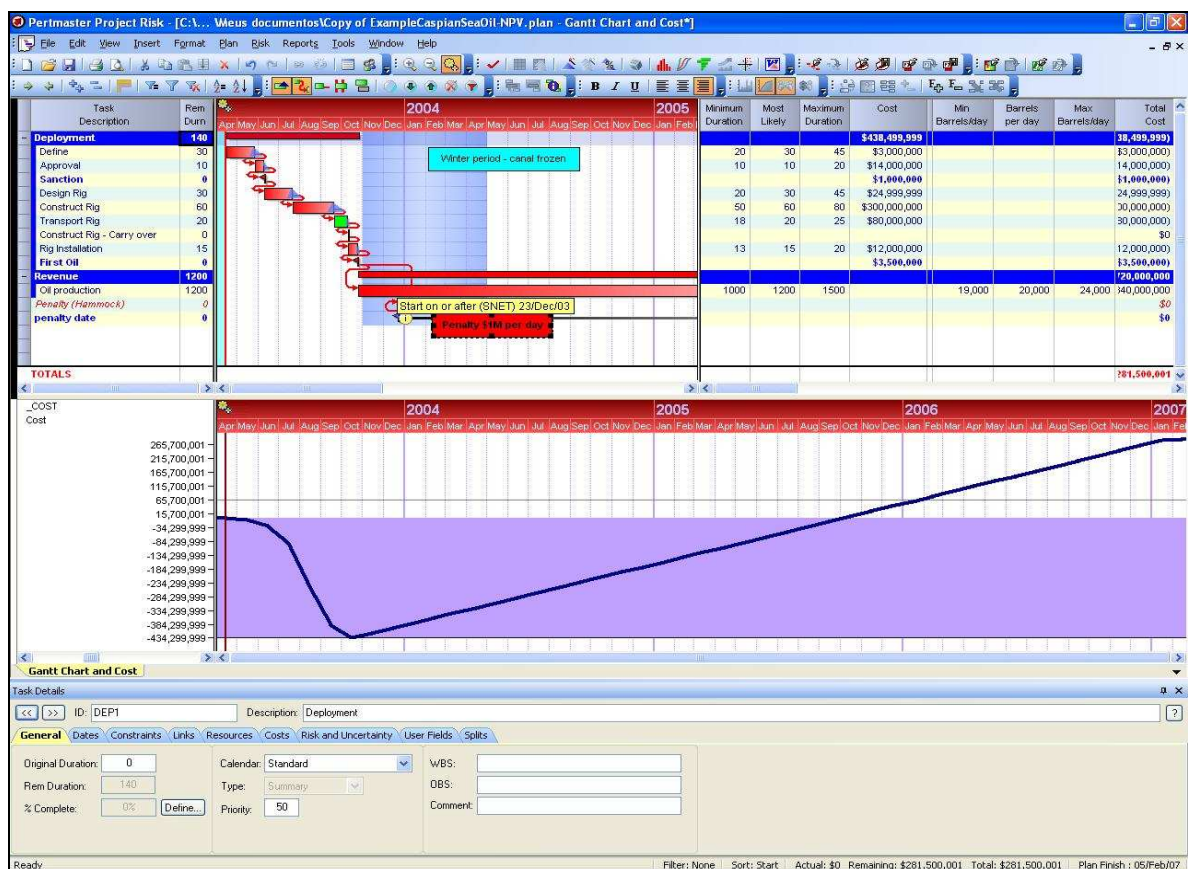 Pertmaster Project Risk - [C:\... \Meus documentos\Copy of ExampleCaspianSeaOil-NPV.plan - Gantt Chart and Cost*]
File Edit View Insert Format Plan Risk Reports Tools Window Help
Task Description Rem Durn 2004 2005 Minimum Duration Most Likely Maximum Duration Cost Min Barrels/day Barrels per day Max Barrels/day Total Cost
Apr May Jun Jul Aug Sep Oct Nov Dec Jan Feb Mar Apr May Jun Jul Aug Sep Oct Nov Dec Jan Feb
Deployment 140 $438,499,999 38,499,999)
Define 30 20 30 45 $3,000,000 $3,000,000)
Winter period - canal frozen
Approval 10 10 10 20 $14,000,000 14,000,000)
Sanction 0 $1,000,000 $1,000,000)
Design Rig 30 20 30 45 $24,999,999 24,999,999)
Construct Rig 60 50 60 80 $300,000,000 00,000,000)
Transport Rig 20 18 20 25 $80,000,000 30,000,000)
Construct Rig - Carry over 0 $0
Rig Installation 15 13 15 20 $12,000,000 12,000,000)
First Oil 0 $3,500,000 $3,500,000)
Revenue 1200 720,000,000
Oil production 1200 1000 1200 1500 19,000 20,000 24,000 340,000,000
Penalty (Hammock) 0 Start on or after (SNET) 23/Dec/03 $0
penalty date 0 $0
Penalty $1M per day
TOTALS 281,500,001
_COST
Cost
2004 2005 2006 2007
Apr May Jun Jul Aug Sep Oct Nov Dec Jan Feb Mar Apr May Jun Jul Aug Sep Oct Nov Dec Jan Feb Mar Apr May Jun Jul Aug Sep Oct Nov Dec Jan Feb Mar Apr May Jun Jul Aug Sep Oct Nov Dec Jan
265,700,001
215,700,001
165,700,001
115,700,001
65,700,001
15,700,001
-34,299,999
-84,299,999
-134,299,999
-184,299,999
-234,299,999
-284,299,999
-334,299,999
-384,299,999
-434,299,999
Gantt Chart and Cost
Task Details
<< >> ID: DEP1 Description: Deployment ?
General Dates Constraints Links Resources Costs Risk and Uncertainty User Fields Splits
Original Duration: 0 Calendar: Standard WBS:
Rem Duration: 140 Type: Summary OBS:
% Complete: 0% Define... Priority: 50 Comment:
Ready Filter: None Sort: Start Actual: $0 Remaining: $281,500,001 Total: $281,500,001 Plan Finish : 05/Feb/07